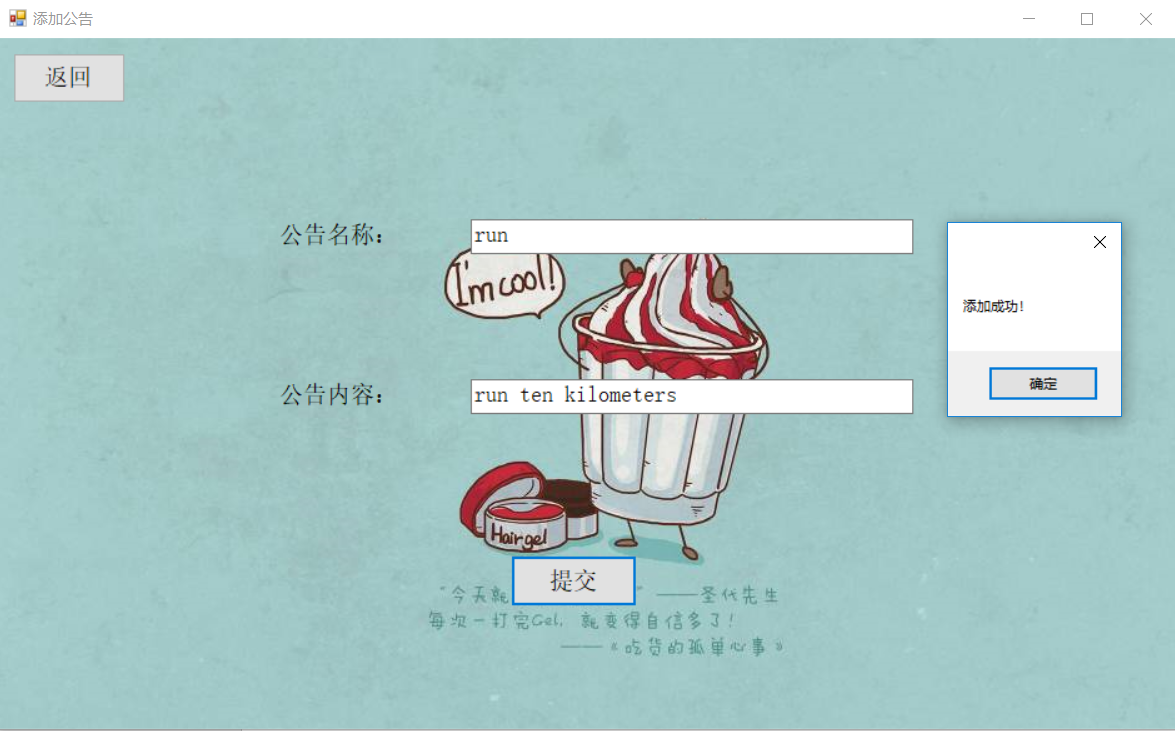 添加公告
返回
公告名称：
run
I'm cool!
添加成功！
确定
公告内容：
run ten kilometers
Hairgel
提交
“今天就
” ——圣代先生
每次一打完Gel，就变得自信多了！
——《吃货的孤单心事》